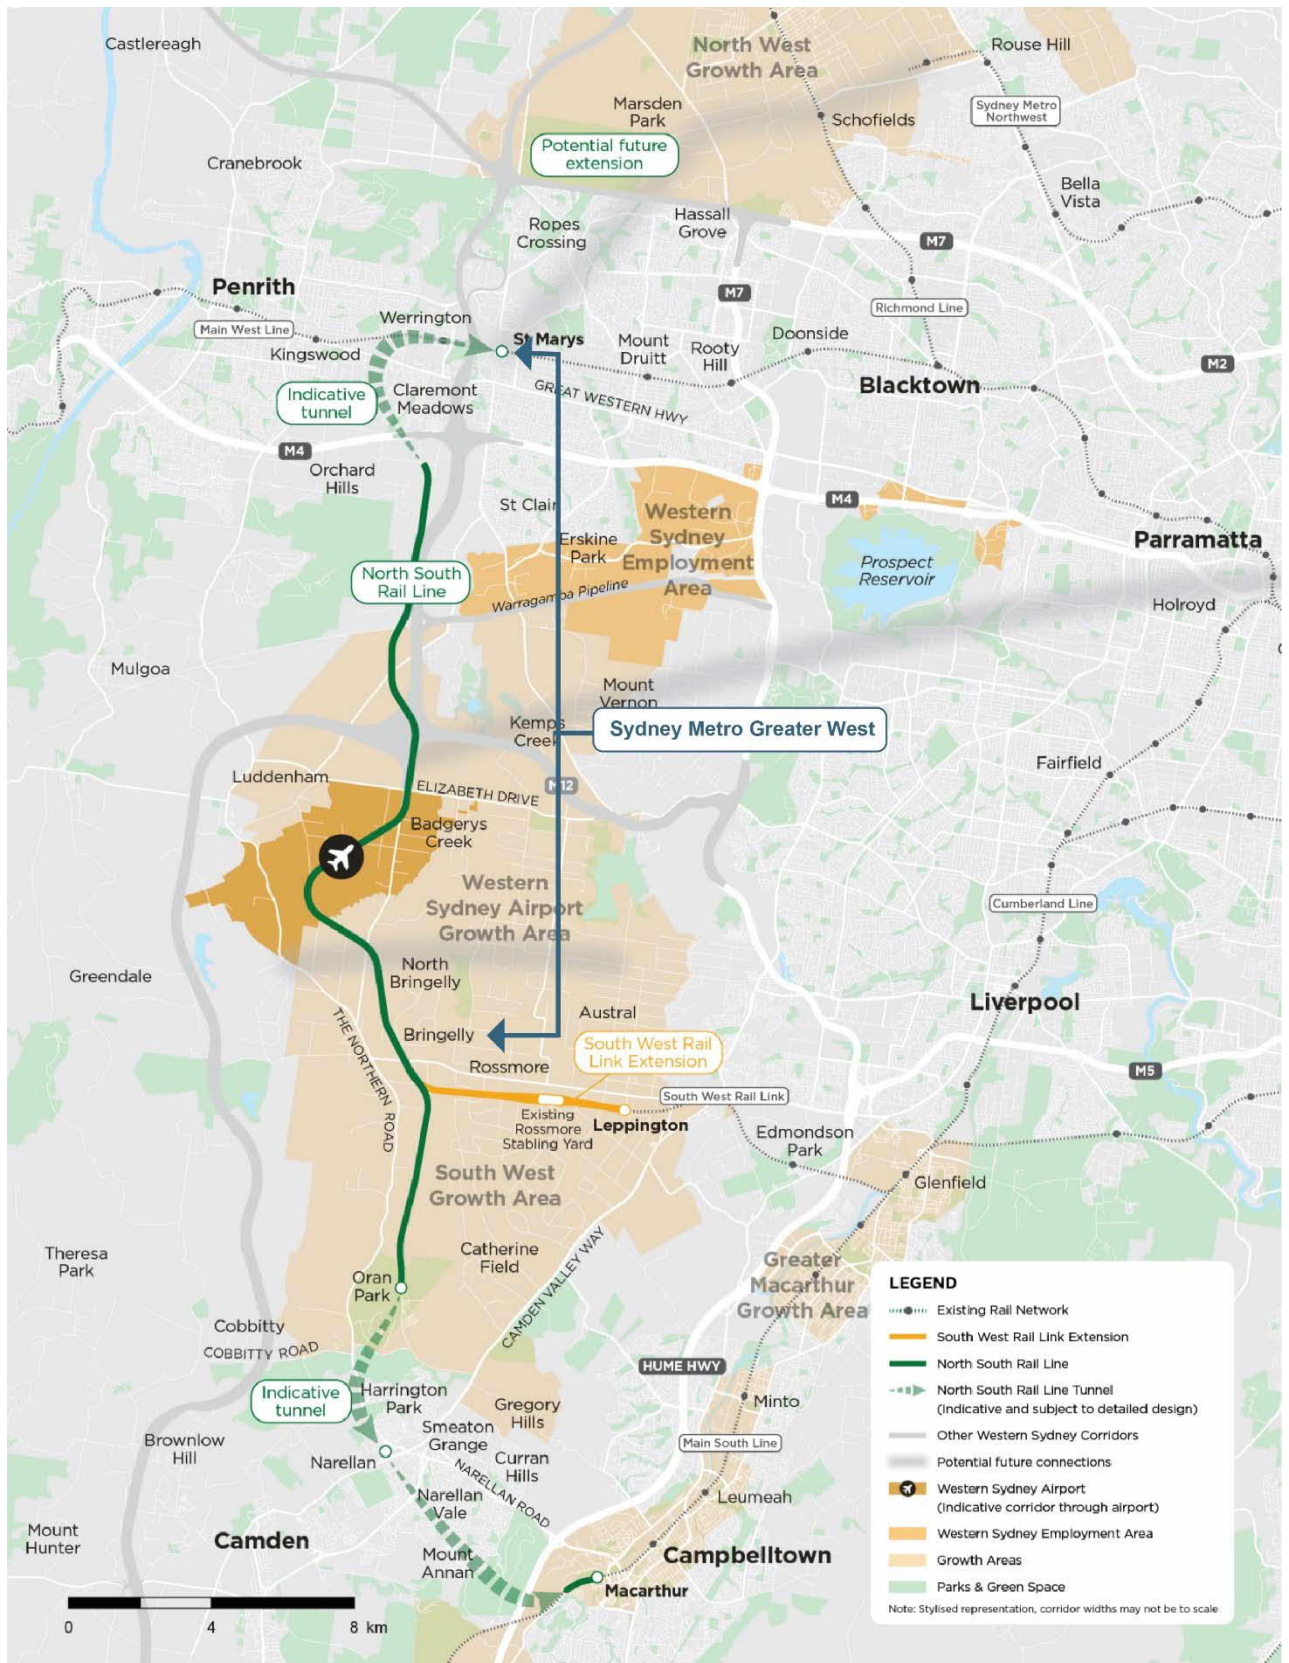 Castlereagh
North West
Growth Area
Rouse Hill
Marsden
Park
Sydney Metro
Northwest
Schofields
Potential future
extension
Cranebrook
Bella
Vista
Ropes
Crossing
Hassall
Grove
M7
Penrith
M7
Richmond Line
Werrington
Main West Line
Kingswood
St Marys
Mount
Druitt
Rooty
Hill
Doonside
M2
Blacktown
Indicative
tunnel
Claremont
Meadows
GREAT WESTERN HWY
M4
Orchard
Hills
St Clair
Western
Sydney
Employment
Area
M4
Erskine
Park
Prospect
Reservoir
Parramatta
North South
Rail Line
Warragamba Pipeline
Holroyd
Mulgoa
Mount
Vernon
Kemps
Creek
Sydney Metro Greater West
Fairfield
Luddenham
ELIZABETH DRIVE
M12
Badgerys
Creek
Western
Sydney Airport
Growth Area
Cumberland Line
Greendale
North
Bringelly
Liverpool
THE NORTHERN ROAD
Bringelly
Austral
South West Rail
Link Extension
Rossmore
M5
South West Rail Link
Existing
Rossmore
Stabling Yard
Leppington
Edmondson
Park
South West
Growth Area
Glenfield
Theresa
Park
Catherine
Field
CAMDEN VALLEY WAY
Greater
Macarthur
Growth Area
Oran
Park
Cobbitty
COBBITTY ROAD
HUME HWY
Indicative
tunnel
Harrington
Park
Gregory
Hills
Minto
Smeaton
Grange
Brownlow
Hill
Narellan
Curran
Hills
Main South Line
NARELLAN ROAD
Narellan
Vale
Leumeah
Mount
Hunter
Camden
Mount
Annan
Campbelltown
Macarthur
0 4 8 km
LEGEND
Existing Rail Network
South West Rail Link Extension
North South Rail Line
North South Rail Line Tunnel
(Indicative and subject to detailed design)
Other Western Sydney Corridors
Potential future connections
Western Sydney Airport
(Indicative corridor through airport)
Western Sydney Employment Area
Growth Areas
Parks & Green Space
Note: Stylised representation, corridor widths may not be to scale